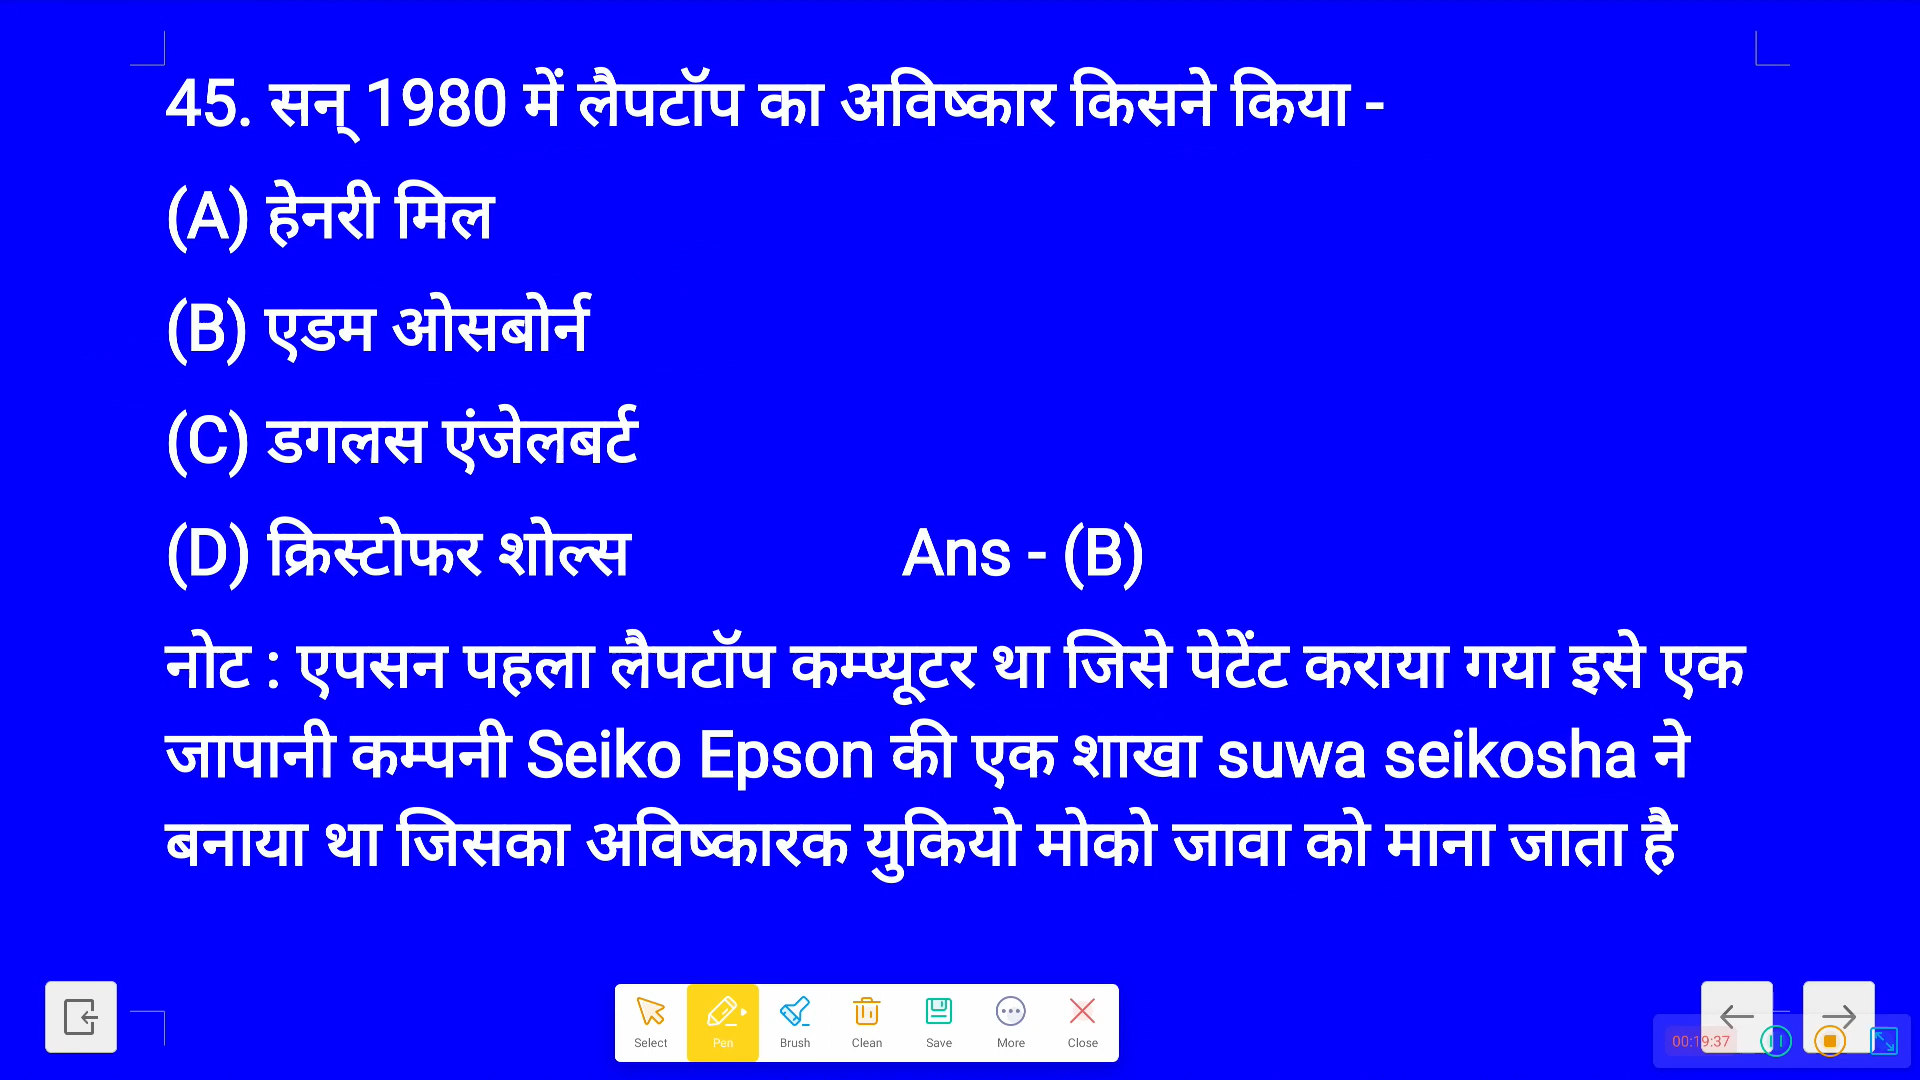 45. सन् 1980 में लैपटॉप का अविष्कार किसने किया -
(A) हेनरी मिल
(B) एडम ओसबोर्न
(C) डगलस एंजेलबर्ट
(D) क्रिस्टोफर शोल्स Ans - (B)
नोट : एपसन पहला लैपटॉप कम्प्यूटर था जिसे पेटेंट कराया गया इसे एक
जापानी कम्पनी Seiko Epson की एक शाखा suwa seikosha ने
बनाया था जिसका अविष्कारक युकियो मोको जावा को माना जाता है
Select Pen Brush Clean Save More Close
00:19:37